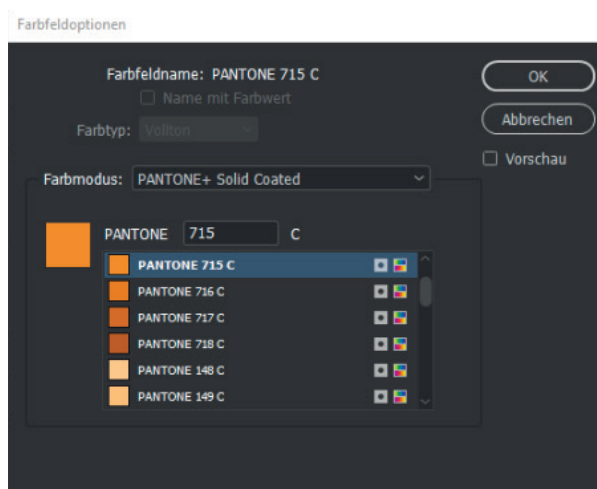 Farbfeldoptionen
Farbfeldname: PANTONE 715 C
Name mit Farbwert
Farbtyp: Vollton
Farbmodus: PANTONE+ Solid Coated
PANTONE 715 C
PANTONE 715 C
PANTONE 716 C
PANTONE 717 C
PANTONE 718 C
PANTONE 148 C
PANTONE 149 C
OK
Abbrechen
Vorschau